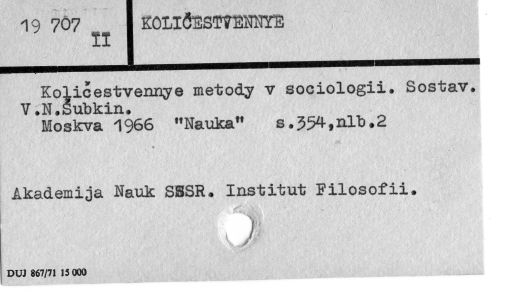 19 707
II
KOLIČESTVENNYE
Količestvennye metody v sociologii. Sostav.
V.N.Šubkin.
Moskva 1966 "Nauka" s.354,nlb.2
Akademija Nauk SSSR. Institut Filosofii.
DUJ 867/71 15 000